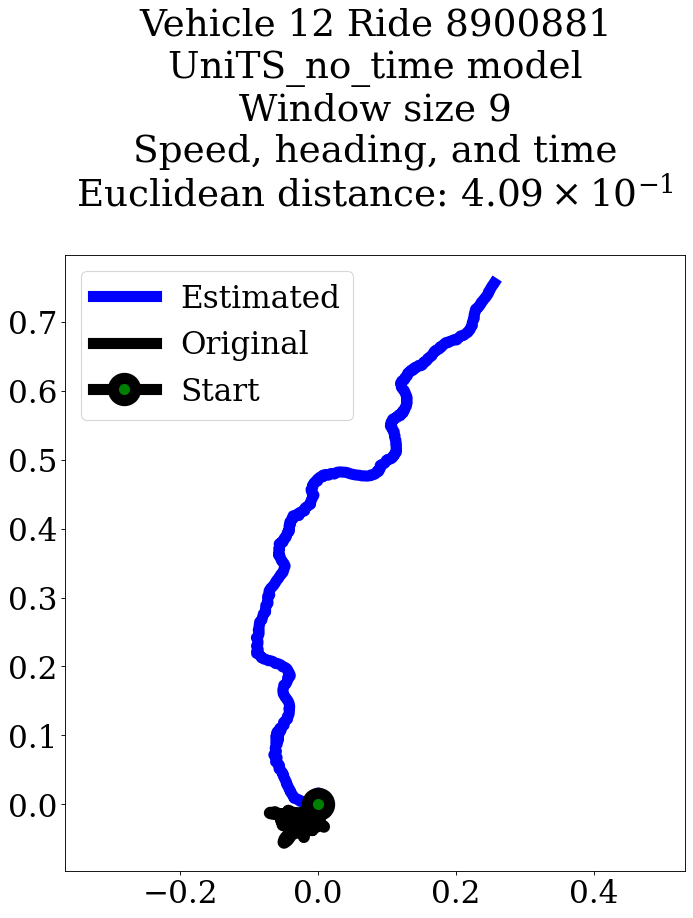 Vehicle 12 Ride 8900881
UniTS_no_time model
Window size 9
Speed, heading, and time
Euclidean distance: 4.09 × 10⁻¹
Estimated
Original
Start
0.7
0.6
0.5
0.4
0.3
0.2
0.1
0.0
−0.2 0.0 0.2 0.4